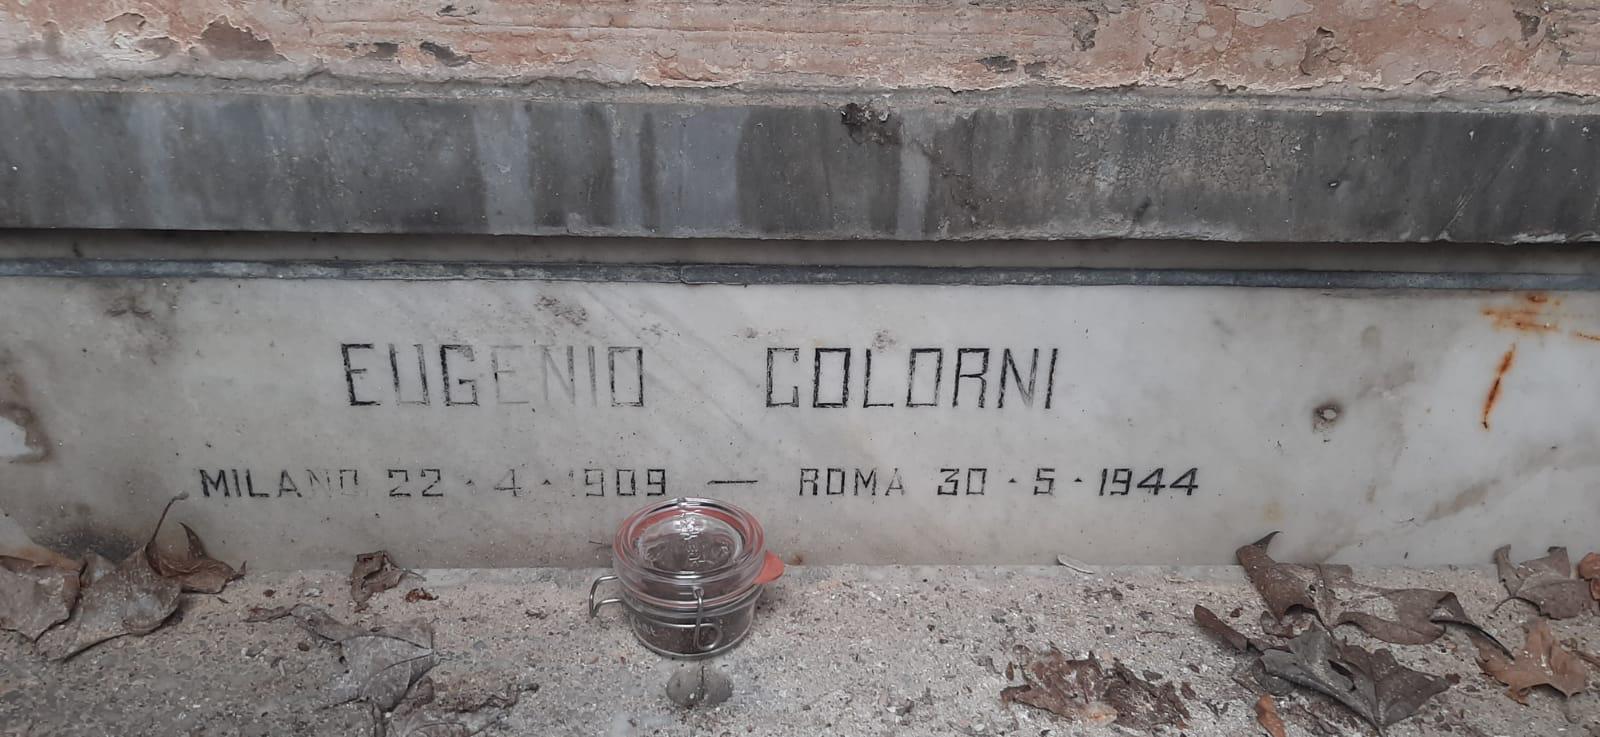 EUGENIO COLORNI
MILANO 22 · 4 · 1909 — ROMA 30 · 5 · 1944